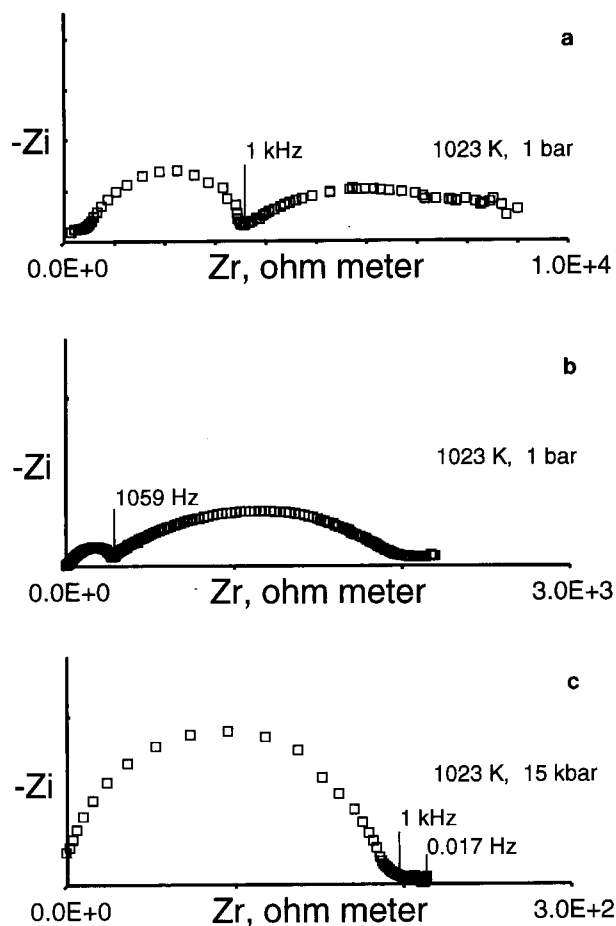 a
-Zi
1 kHz
1023 K, 1 bar
0.0E+0
Zr, ohm meter
1.0E+4
b
-Zi
1023 K, 1 bar
1059 Hz
0.0E+0
Zr, ohm meter
3.0E+3
c
-Zi
1023 K, 15 kbar
1 kHz
0.017 Hz
0.0E+0
Zr, ohm meter
3.0E+2